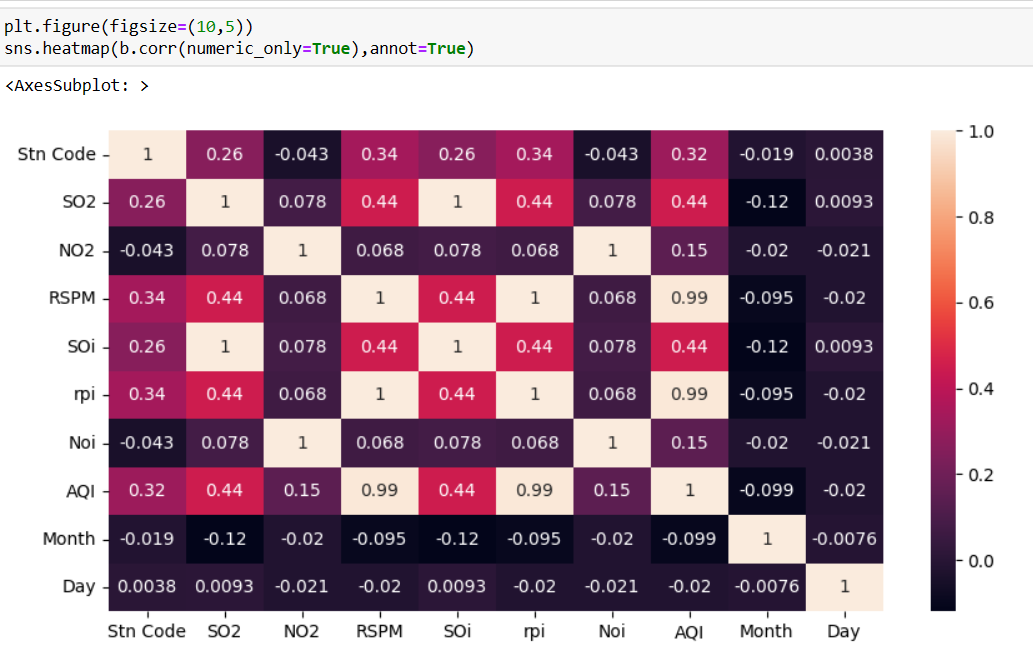 plt.figure(figsize=(10,5))
sns.heatmap(b.corr(numeric_only=True),annot=True)
<AxesSubplot: >
1.0
Stn Code 1 0.26 -0.043 0.34 0.26 0.34 -0.043 0.32 -0.019 0.0038
SO2 0.26 1 0.078 0.44 1 0.44 0.078 0.44 -0.12 0.0093
0.8
NO2 -0.043 0.078 1 0.068 0.078 0.068 1 0.15 -0.02 -0.021
RSPM 0.34 0.44 0.068 1 0.44 1 0.068 0.99 -0.095 -0.02
0.6
SOi 0.26 1 0.078 0.44 1 0.44 0.078 0.44 -0.12 0.0093
0.4
rpi 0.34 0.44 0.068 1 0.44 1 0.068 0.99 -0.095 -0.02
Noi -0.043 0.078 1 0.068 0.078 0.068 1 0.15 -0.02 -0.021
0.2
AQI 0.32 0.44 0.15 0.99 0.44 0.99 0.15 1 -0.099 -0.02
Month -0.019 -0.12 -0.02 -0.095 -0.12 -0.095 -0.02 -0.099 1 -0.0076
0.0
Day 0.0038 0.0093 -0.021 -0.02 0.0093 -0.02 -0.021 -0.02 -0.0076 1
Stn Code SO2 NO2 RSPM SOi rpi Noi AQI Month Day